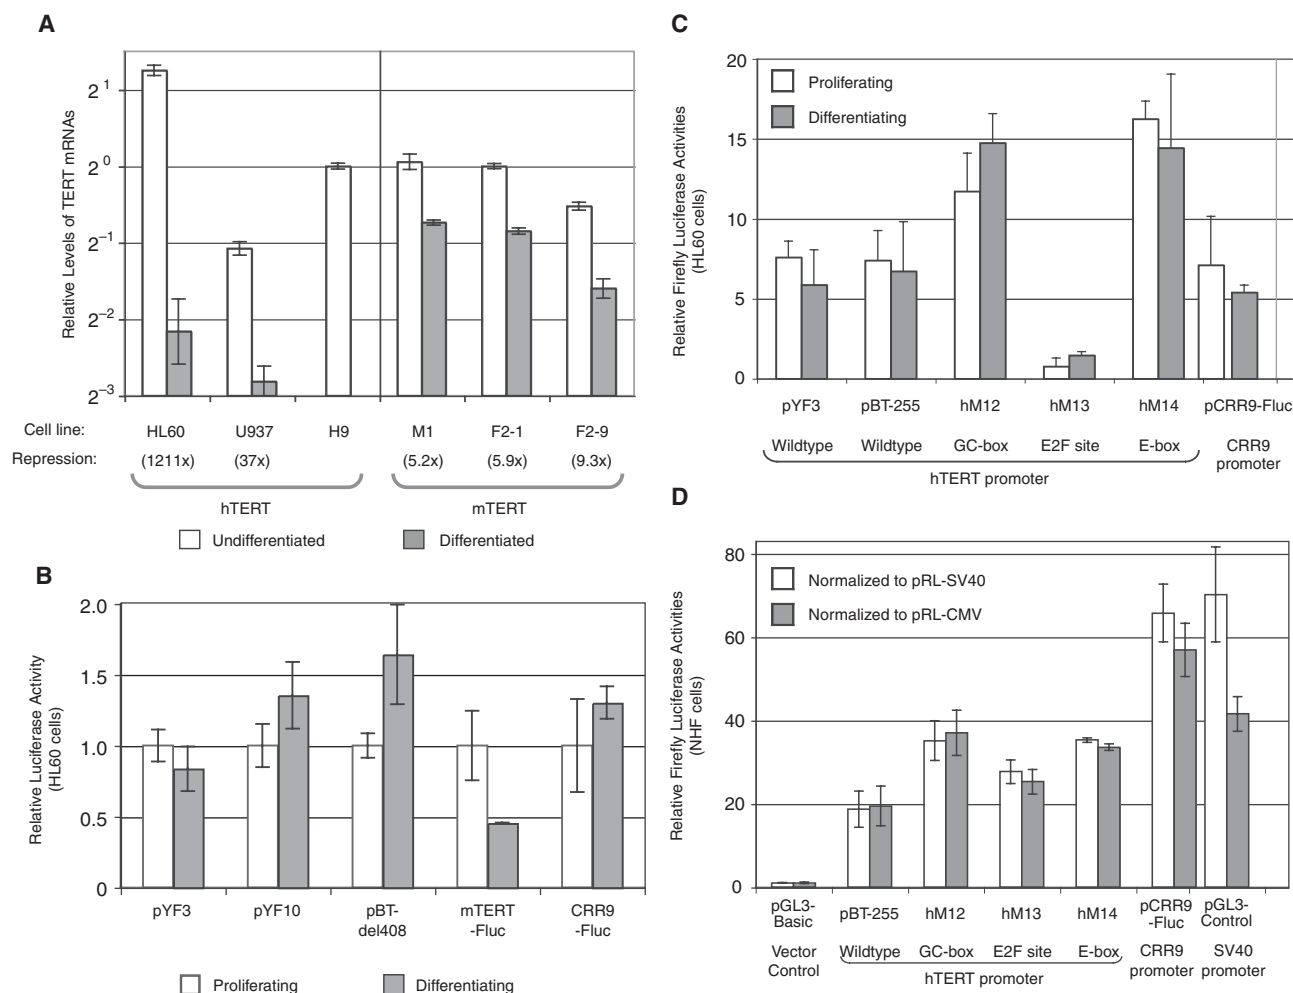 A
Relative Levels of TERT mRNAs
2^1
2^0
2^−1
2^−2
2^−3
Cell line: HL60 U937 H9 M1 F2-1 F2-9
Repression: (1211x) (37x) (5.2x) (5.9x) (9.3x)
hTERT mTERT
Undifferentiated Differentiated
B
Relative Luciferase Activity
(HL60 cells)
2.0
1.5
1.0
0.5
0
pYF3 pYF10 pBT- mTERT CRR9
del408 -Fluc -Fluc
Proliferating Differentiating
C
Relative Firefly Luciferase Activities
(HL60 cells)
20
15
10
5
0
Proliferating
Differentiating
pYF3 pBT-255 hM12 hM13 hM14 pCRR9-Fluc
Wildtype Wildtype GC-box E2F site E-box CRR9
promoter
hTERT promoter
D
Relative Firefly Luciferase Activities
(NHF cells)
80
60
40
20
0
Normalized to pRL-SV40
Normalized to pRL-CMV
pGL3- pBT-255 hM12 hM13 hM14 pCRR9 pGL3-
Basic -Fluc Control
Vector Wildtype GC-box E2F site E-box CRR9 SV40
Control promoter promoter
hTERT promoter